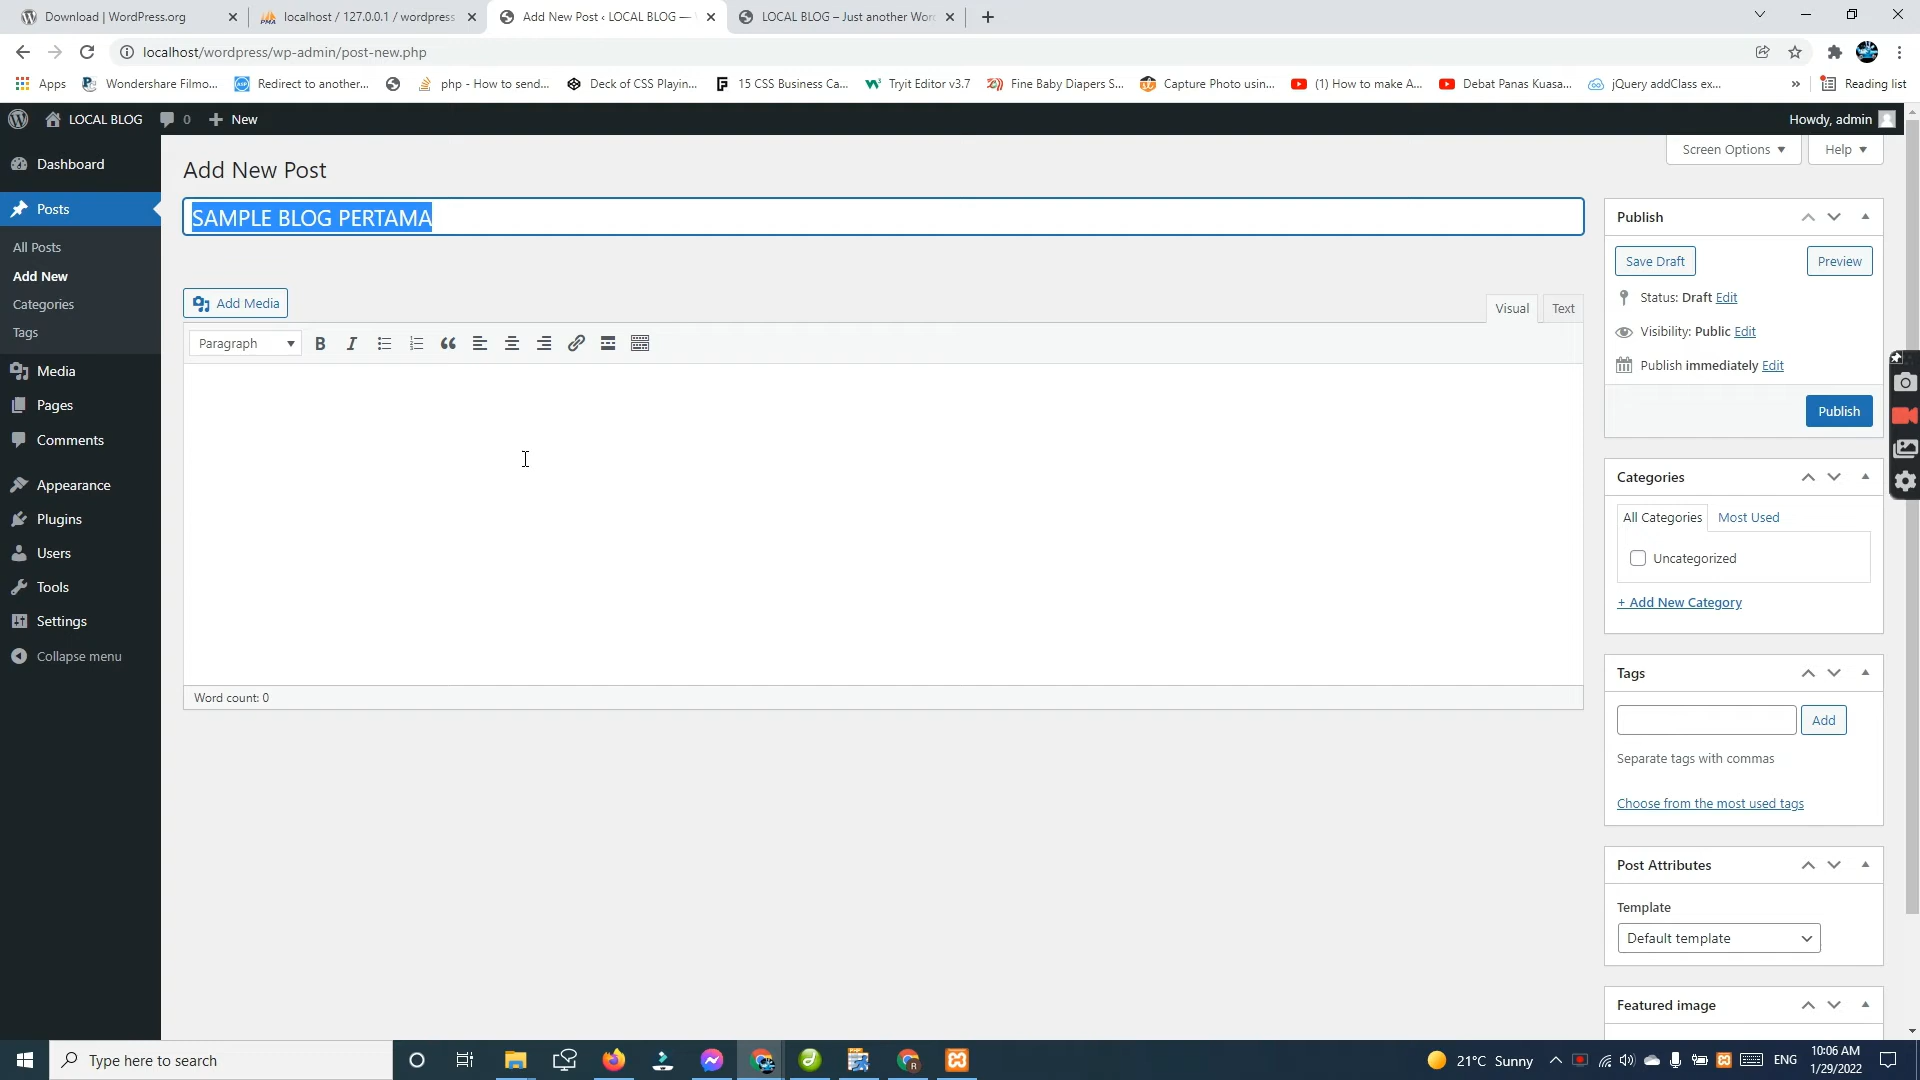 Download | WordPress.org
localhost / 127.0.0.1 / wordpress
Add New Post ‹ LOCAL BLOG —
LOCAL BLOG – Just another Wor
localhost/wordpress/wp-admin/post-new.php
Apps
Wondershare Filmo...
Redirect to another...
php - How to send...
Deck of CSS Playin...
15 CSS Business Ca...
Tryit Editor v3.7
Fine Baby Diapers S...
Capture Photo usin...
(1) How to make A...
Debat Panas Kuasa...
jQuery addClass ex...
»
Reading list
LOCAL BLOG
0
New
Howdy, admin
Dashboard
Posts
All Posts
Add New
Categories
Tags
Media
Pages
Comments
Appearance
Plugins
Users
Tools
Settings
Collapse menu
Screen Options
Help
Add New Post
SAMPLE BLOG PERTAMA
Add Media
Visual
Text
Paragraph
Word count: 0
Publish
Save Draft
Preview
Status: Draft Edit
Visibility: Public Edit
Publish immediately Edit
Publish
Categories
All Categories
Most Used
Uncategorized
+ Add New Category
Tags
Add
Separate tags with commas
Choose from the most used tags
Post Attributes
Template
Default template
Featured image
Type here to search
21°C Sunny
ENG
10:06 AM
1/29/2022